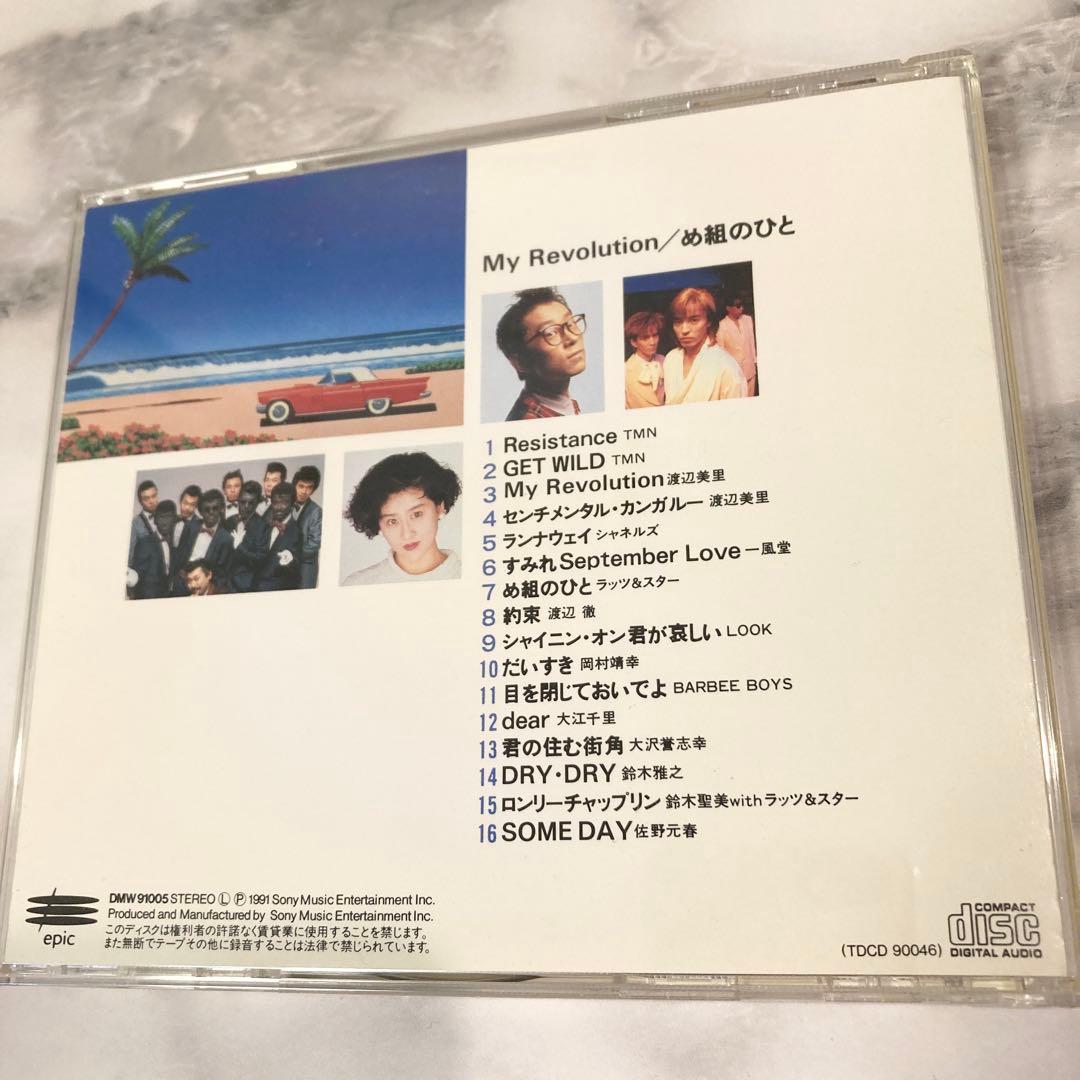 My Revolution／め組のひと
1 Resistance TMN
2 GET WILD TMN
3 My Revolution 渡辺美里
4 センチメンタル・カンガルー 渡辺美里
5 ランナウェイ シャネルズ
6 すみれSeptember Love 一風堂
7 め組のひと ラッツ&スター
8 約束 渡辺 徹
9 シャイニン・オン 君が哀しい LOOK
10 だいすき 岡村靖幸
11 目を閉じておいでよ BARBEE BOYS
12 dear 大江千里
13 君の住む街角 大沢誉志幸
14 DRY・DRY 鈴木雅之
15 ロンリーチャップリン 鈴木聖美withラッツ&スター
16 SOME DAY 佐野元春
epic
DMW 91005 STEREO Ⓛ Ⓟ 1991 Sony Music Entertainment Inc.
Produced and Manufactured by Sony Music Entertainment Inc.
このディスクは権利者の許諾なく賃貸業に使用することを禁じます。
また無断でテープその他に録音することは法律で禁じられています。
(TDCD 90046)
COMPACT
disc
DIGITAL AUDIO